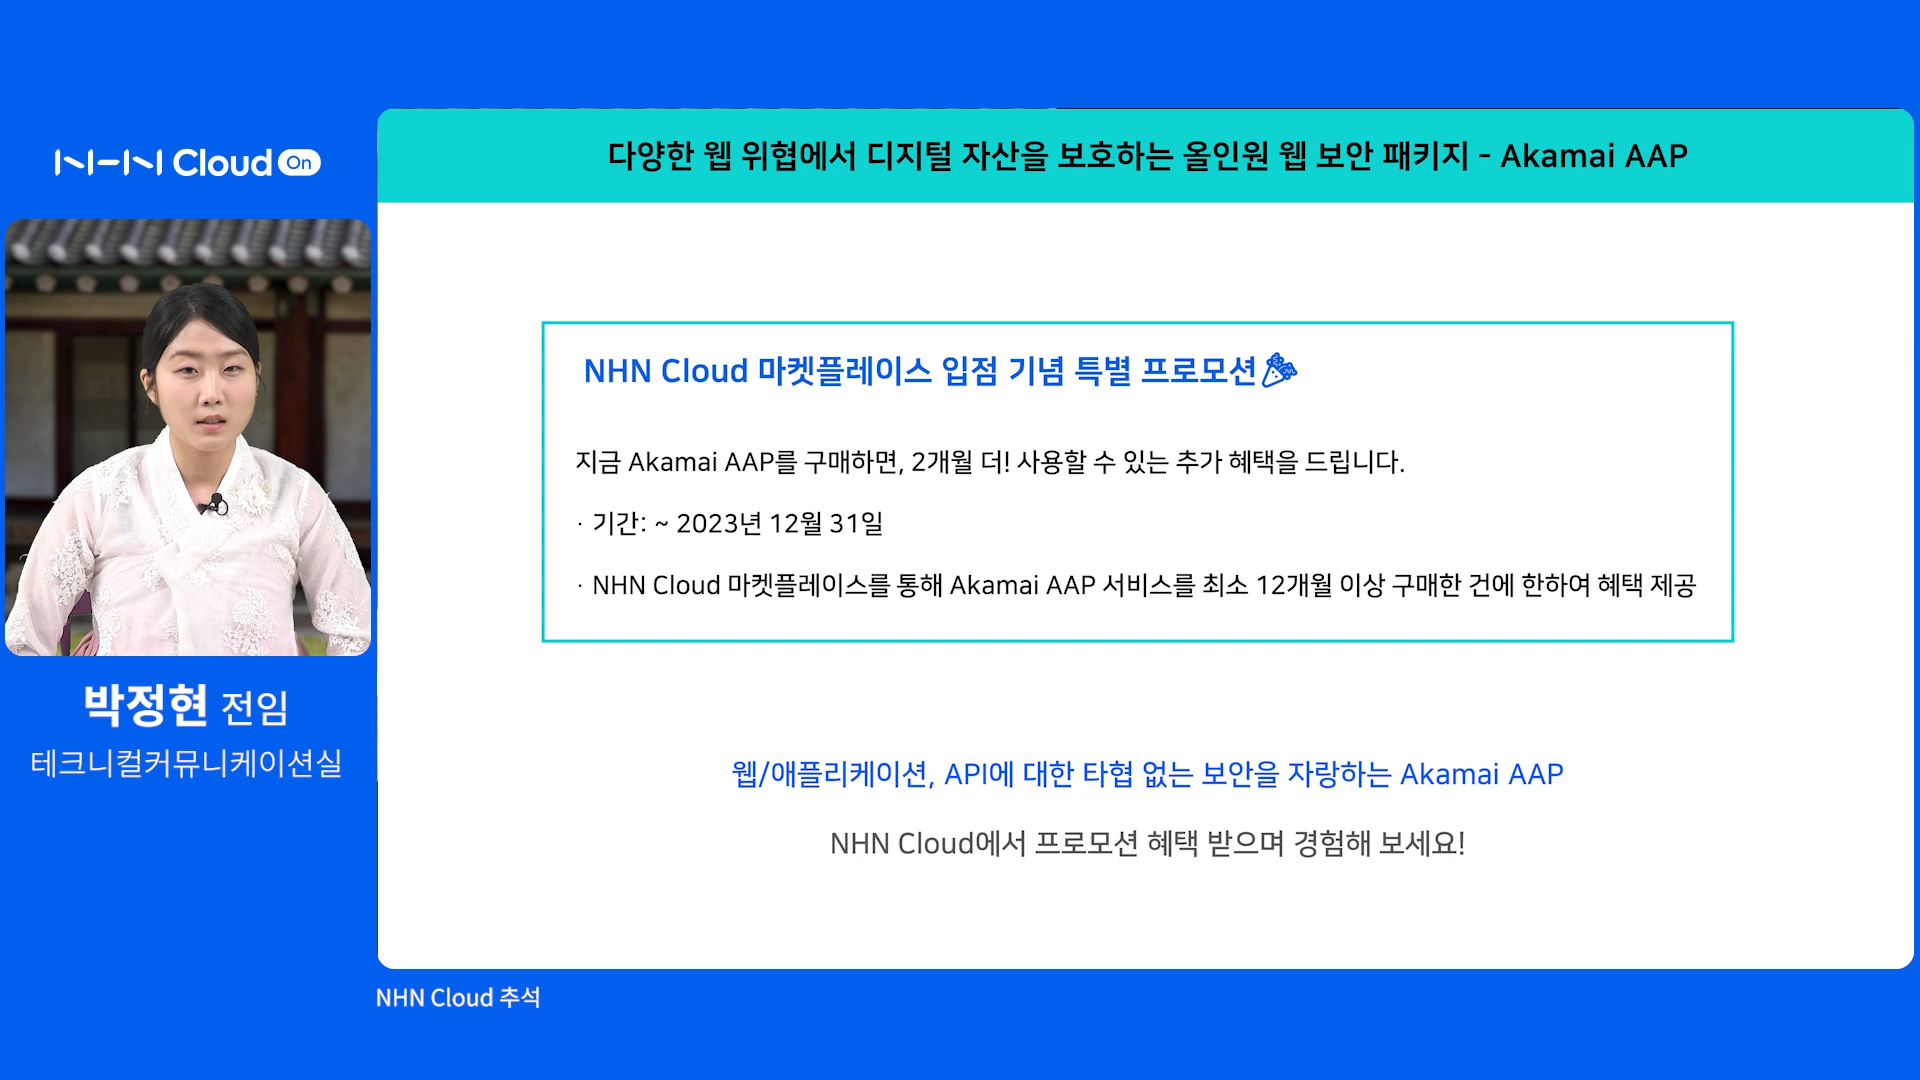 NHN Cloud On
박정현 전임
테크니컬커뮤니케이션실
다양한 웹 위협에서 디지털 자산을 보호하는 올인원 웹 보안 패키지 - Akamai AAP
NHN Cloud 마켓플레이스 입점 기념 특별 프로모션🎉
지금 Akamai AAP를 구매하면, 2개월 더! 사용할 수 있는 추가 혜택을 드립니다.
· 기간: ~ 2023년 12월 31일
· NHN Cloud 마켓플레이스를 통해 Akamai AAP 서비스를 최소 12개월 이상 구매한 건에 한하여 혜택 제공
웹/애플리케이션, API에 대한 타협 없는 보안을 자랑하는 Akamai AAP
NHN Cloud에서 프로모션 혜택 받으며 경험해 보세요!
NHN Cloud 추석